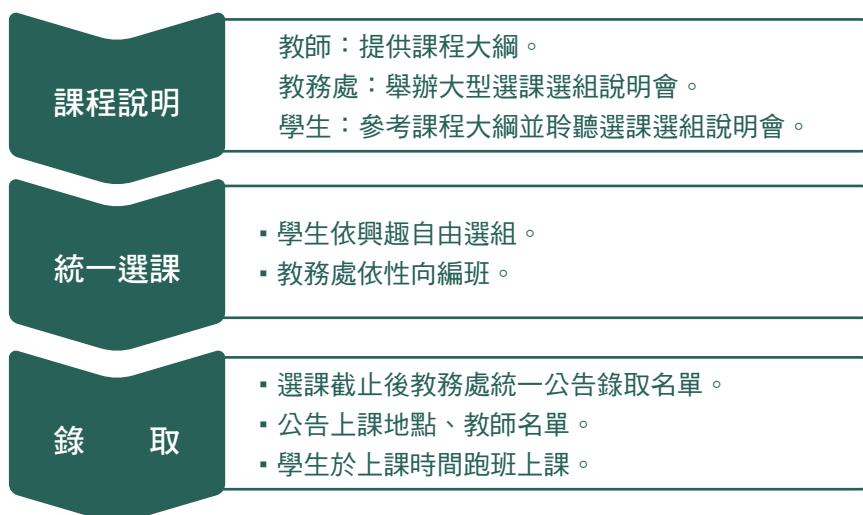 課程說明
教師：提供課程大綱。
教務處：舉辦大型選課選組說明會。
學生：參考課程大綱並聆聽選課選組說明會。
統一選課
▪學生依興趣自由選組。
▪教務處依性向編班。
錄　取
▪選課截止後教務處統一公告錄取名單。
▪公告上課地點、教師名單。
▪學生於上課時間跑班上課。